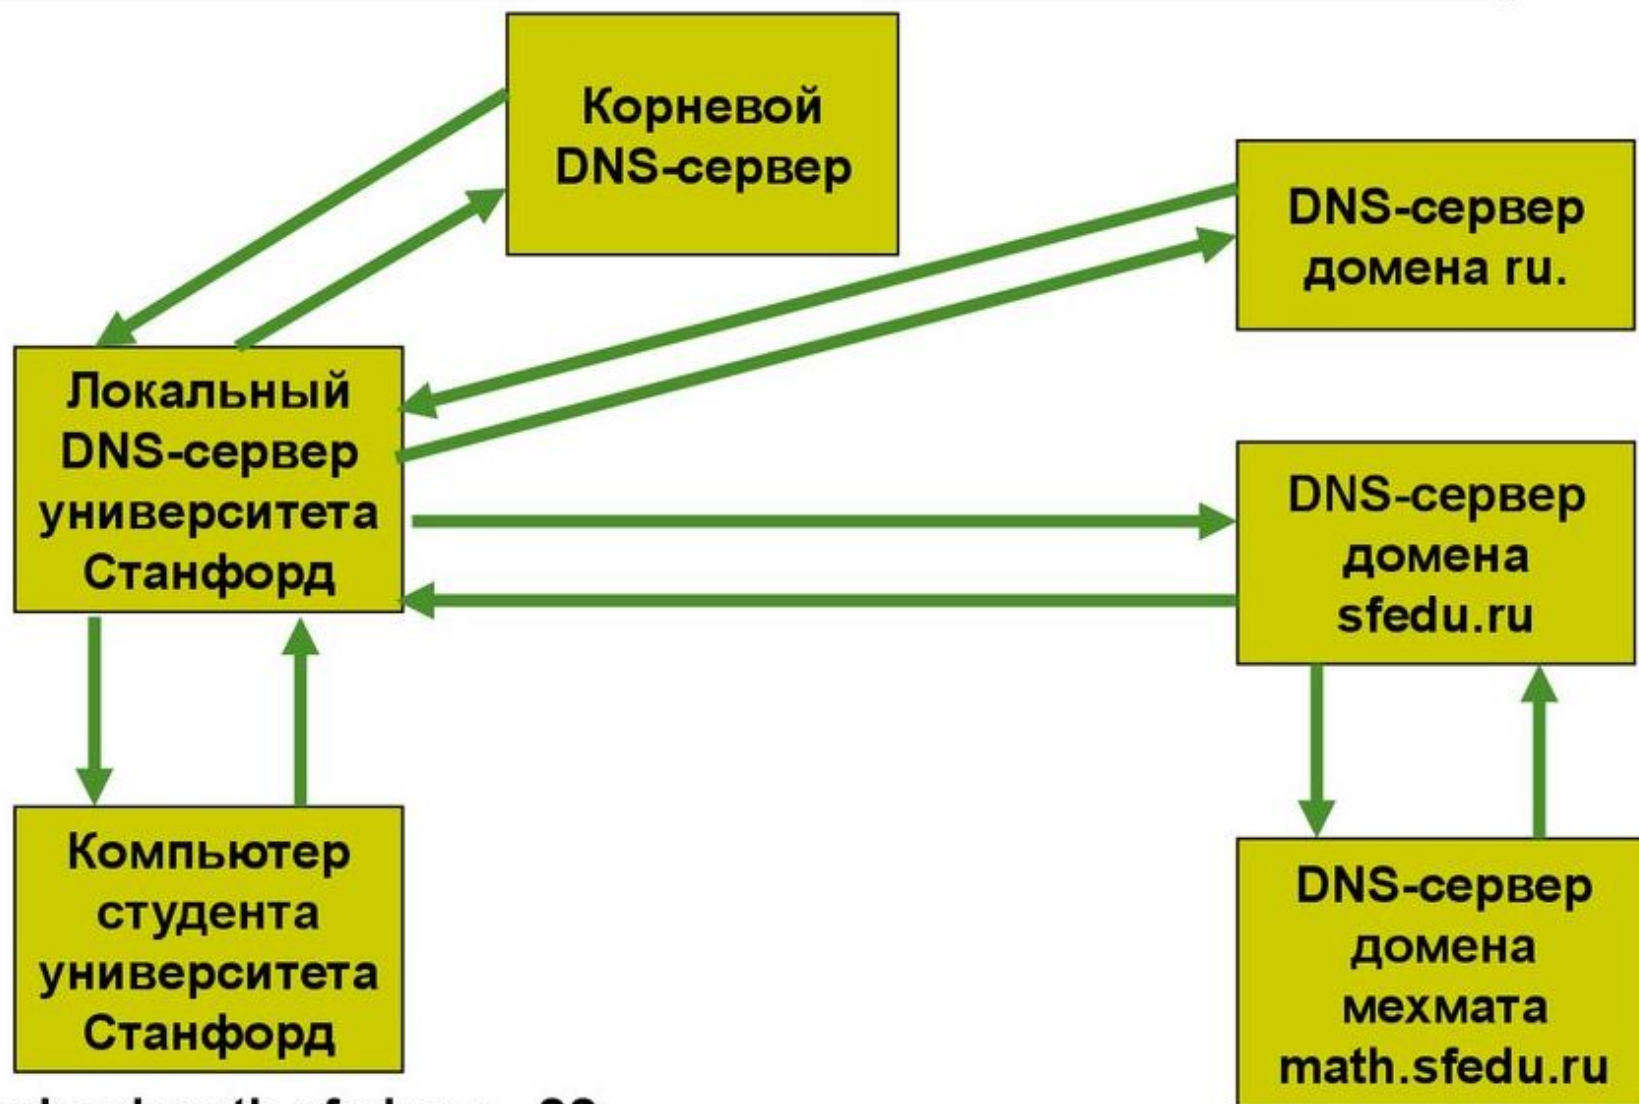 Корневой
DNS-сервер
DNS-сервер
домена ru.
Локальный
DNS-сервер
университета
Станфорд
DNS-сервер
домена
sfedu.ru
Компьютер
студента
университета
Станфорд
DNS-сервер
домена
мехмата
math.sfedu.ru